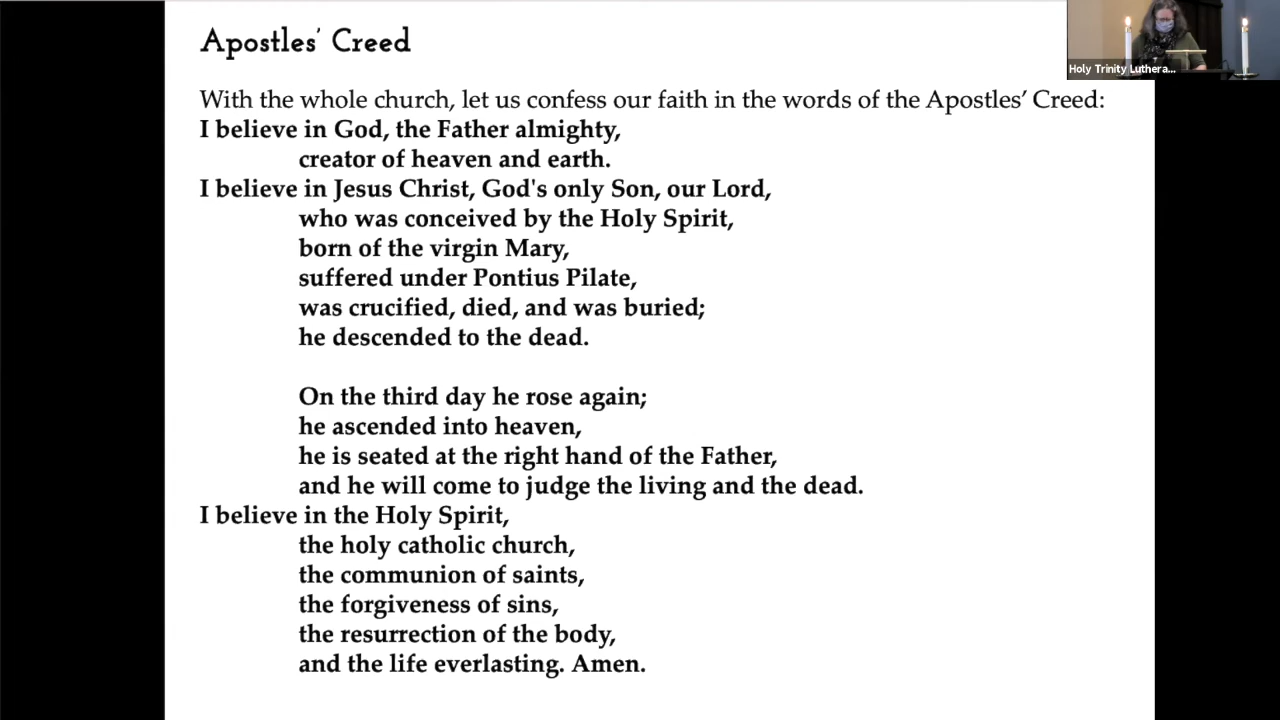 Apostles’ Creed
Holy Trinity Luthera...
With the whole church, let us confess our faith in the words of the Apostles’ Creed:
I believe in God, the Father almighty,
creator of heaven and earth.
I believe in Jesus Christ, God's only Son, our Lord,
who was conceived by the Holy Spirit,
born of the virgin Mary,
suffered under Pontius Pilate,
was crucified, died, and was buried;
he descended to the dead.
On the third day he rose again;
he ascended into heaven,
he is seated at the right hand of the Father,
and he will come to judge the living and the dead.
I believe in the Holy Spirit,
the holy catholic church,
the communion of saints,
the forgiveness of sins,
the resurrection of the body,
and the life everlasting. Amen.